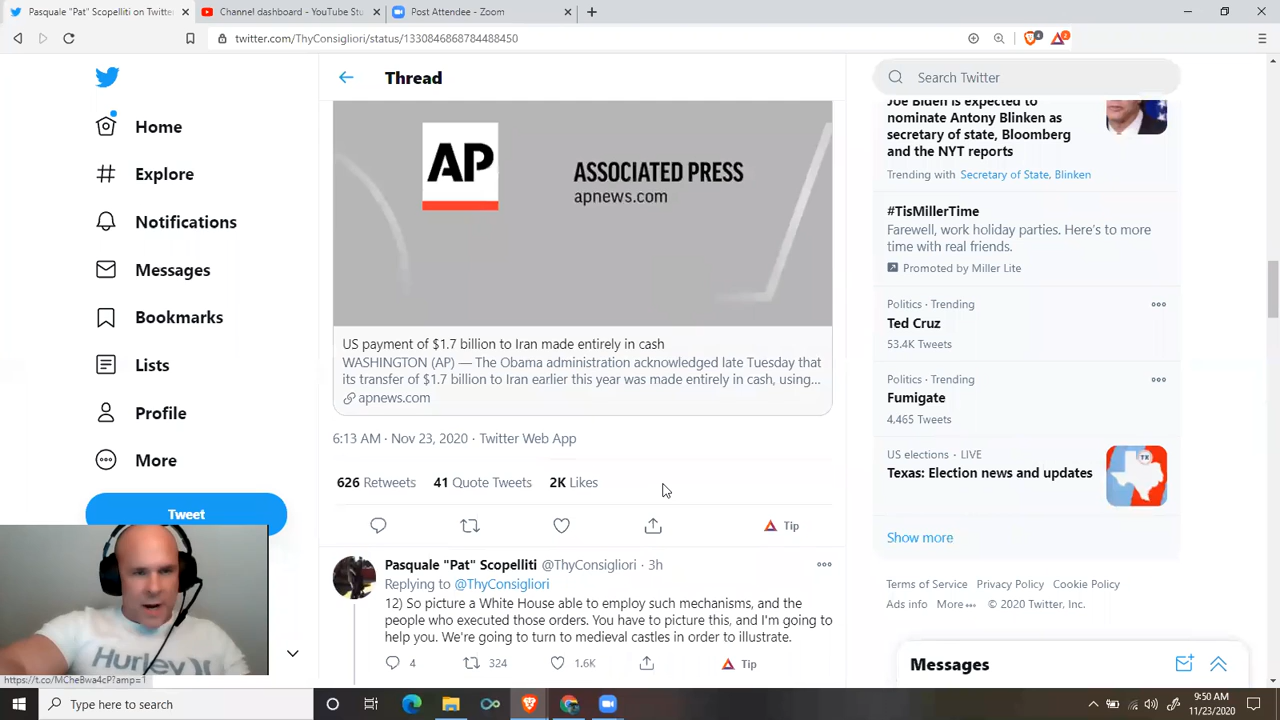 Pasquale "Pat" Scopelliti on Twitter
Channel dashboard - YouTube Stu
Post Attendee - Zoom
twitter.com/ThyConsigliori/status/1330846868784488450
4
2
Home
Explore
Notifications
Messages
Bookmarks
Lists
Profile
More
Tweet
Thread
AP
ASSOCIATED PRESS
apnews.com
US payment of $1.7 billion to Iran made entirely in cash
WASHINGTON (AP) — The Obama administration acknowledged late Tuesday that
its transfer of $1.7 billion to Iran earlier this year was made entirely in cash, using...
apnews.com
6:13 AM · Nov 23, 2020 · Twitter Web App
626 Retweets 41 Quote Tweets 2K Likes
Tip
Pasquale "Pat" Scopelliti @ThyConsigliori · 3h
Replying to @ThyConsigliori
12) So picture a White House able to employ such mechanisms, and the
people who executed those orders. You have to picture this, and I'm going to
help you. We're going to turn to medieval castles in order to illustrate.
4 324 1.6K Tip
Search Twitter
Joe Biden is expected to
nominate Antony Blinken as
secretary of state, Bloomberg
and the NYT reports
Trending with Secretary of State, Blinken
#TisMillerTime
Farewell, work holiday parties. Here's to more
time with real friends.
Promoted by Miller Lite
Politics · Trending
Ted Cruz
53.4K Tweets
Politics · Trending
Fumigate
4,465 Tweets
US elections · LIVE
Texas: Election news and updates
TX
Show more
Terms of Service Privacy Policy Cookie Policy
Ads info More © 2020 Twitter, Inc.
Messages
Hurley
https://t.co/MCheBwa4cP?amp=1
Type here to search
9:50 AM
11/23/2020